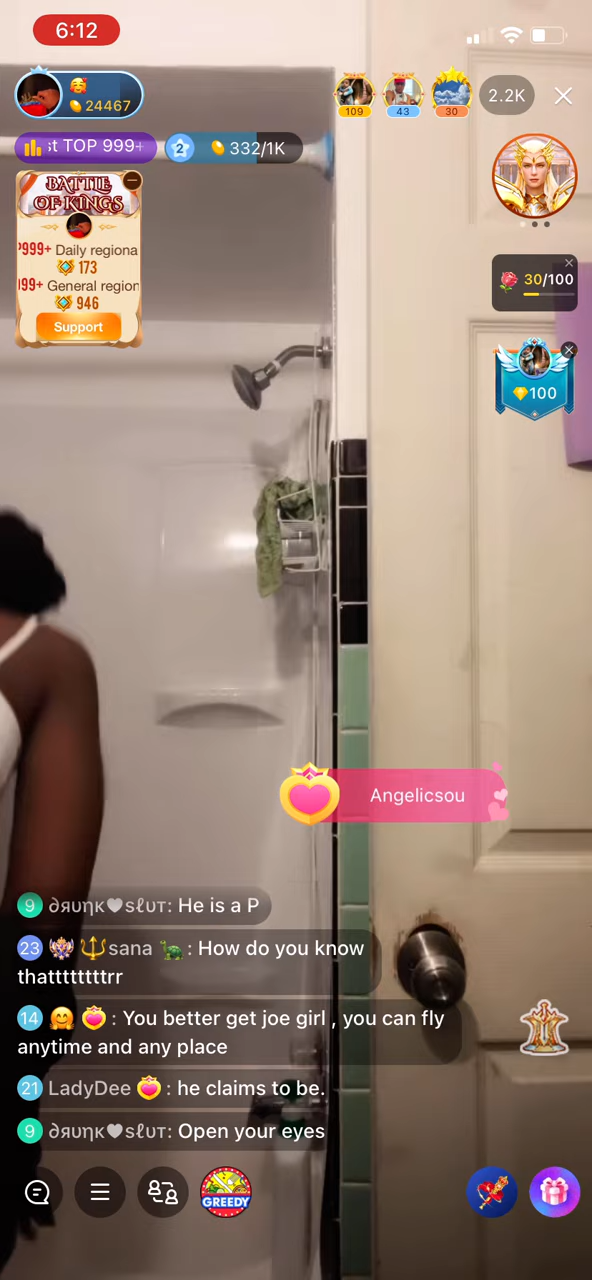 6:12
24467
109
43
30
2.2K
st TOP 999+
2
332/1K
BATTLE
OF KINGS
999+ Daily regiona
173
99+ General region
946
Support
30/100
100
Angelicsou
9 ∂яυηк🖤ѕℓυт: He is a P
23 🔱sana 🐢: How do you know
thattttttttrr
14 🤗 : You better get joe girl , you can fly
anytime and any place
21 LadyDee : he claims to be.
9 ∂яυηк🖤ѕℓυт: Open your eyes
GREEDY